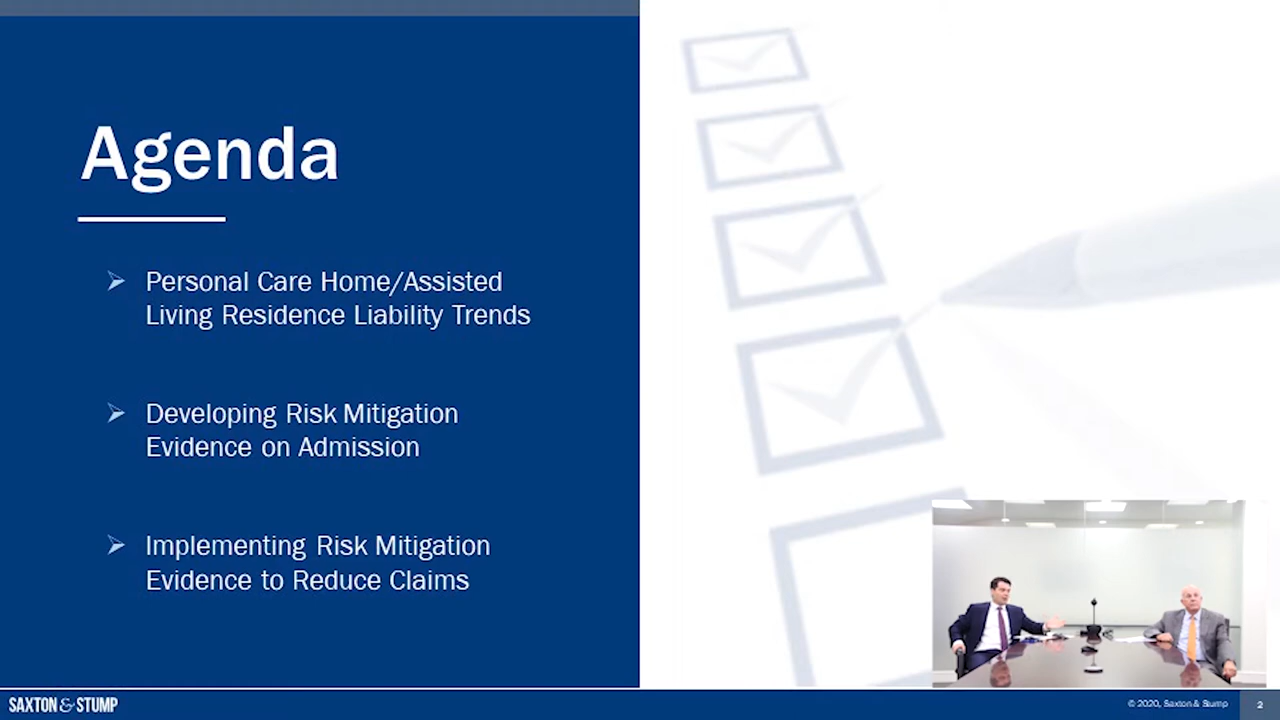 Agenda
Personal Care Home/Assisted
Living Residence Liability Trends
Developing Risk Mitigation
Evidence on Admission
Implementing Risk Mitigation
Evidence to Reduce Claims
SAXTON & STUMP
© 2020, Saxton & Stump
2